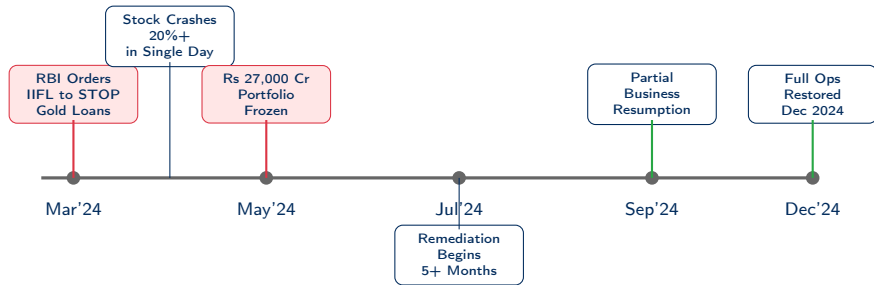 Stock Crashes
20%+
in Single Day
RBI Orders
IIFL to STOP
Gold Loans
Rs 27,000 Cr
Portfolio
Frozen
Partial
Business
Resumption
Full Ops
Restored
Dec 2024
Mar'24
May'24
Jul'24
Sep'24
Dec'24
Remediation
Begins
5+ Months